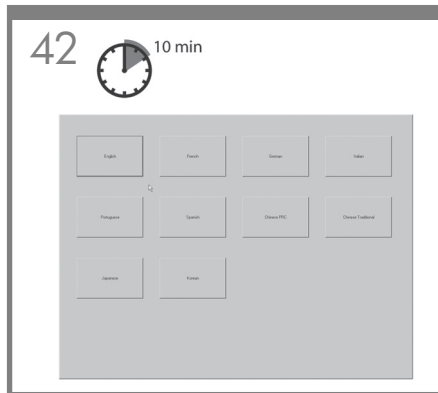 42
10 min
English French German Italian
Portuguese Spanish Chinese PRC Chinese Traditional
Japanese Korean